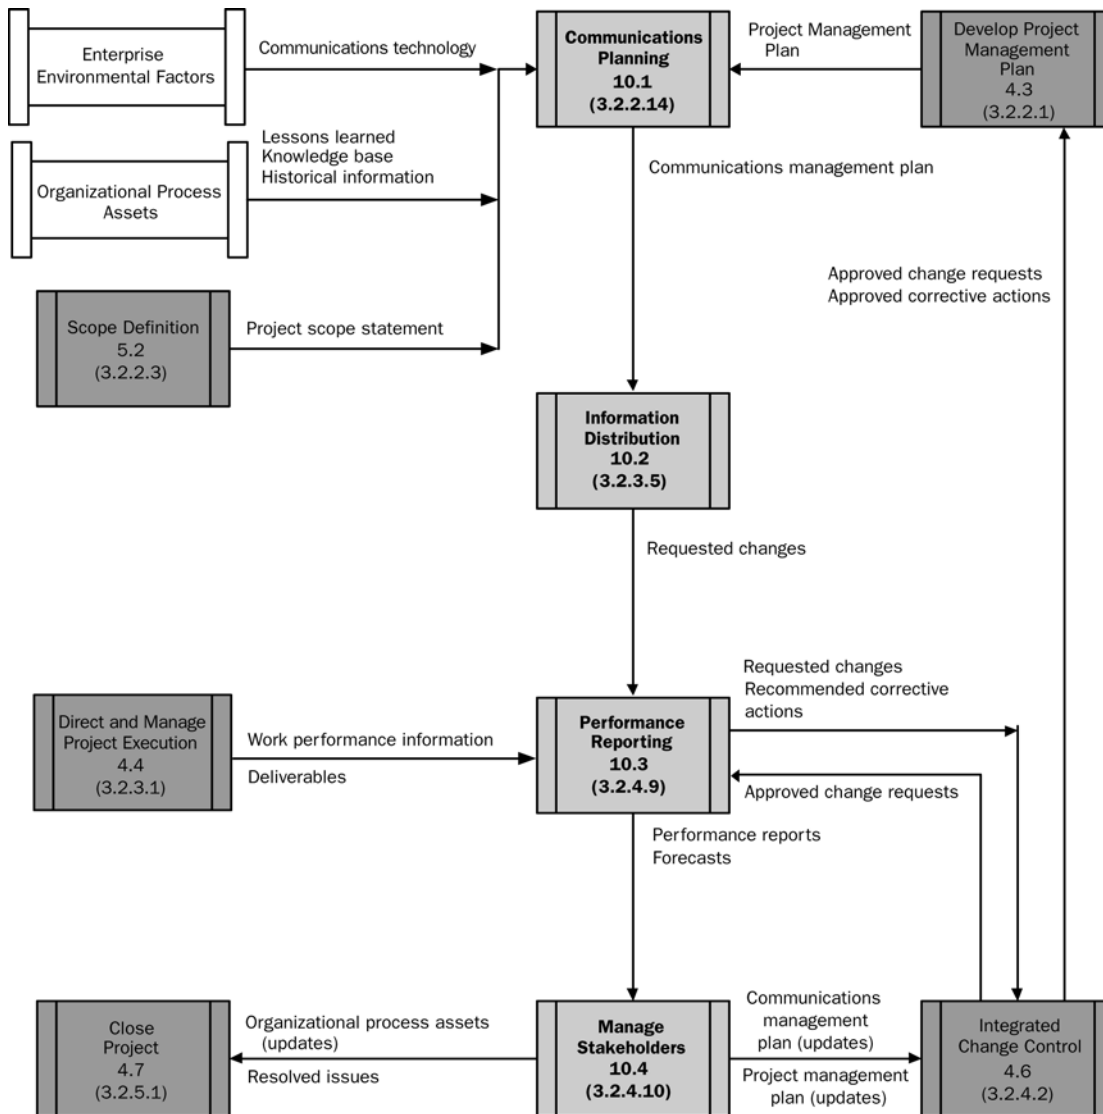 Enterprise
Environmental Factors
Communications technology
Communications
Planning
10.1
(3.2.2.14)
Project Management
Plan
Develop Project
Management
Plan
4.3
(3.2.2.1)
Organizational Process
Assets
Lessons learned
Knowledge base
Historical information
Communications management plan
Scope Definition
5.2
(3.2.2.3)
Project scope statement
Approved change requests
Approved corrective actions
Information
Distribution
10.2
(3.2.3.5)
Requested changes
Direct and Manage
Project Execution
4.4
(3.2.3.1)
Work performance information
Deliverables
Performance
Reporting
10.3
(3.2.4.9)
Requested changes
Recommended corrective
actions
Approved change requests
Performance reports
Forecasts
Close
Project
4.7
(3.2.5.1)
Organizational process assets
(updates)
Resolved issues
Manage
Stakeholders
10.4
(3.2.4.10)
Communications
management
plan (updates)
Project management
plan (updates)
Integrated
Change Control
4.6
(3.2.4.2)